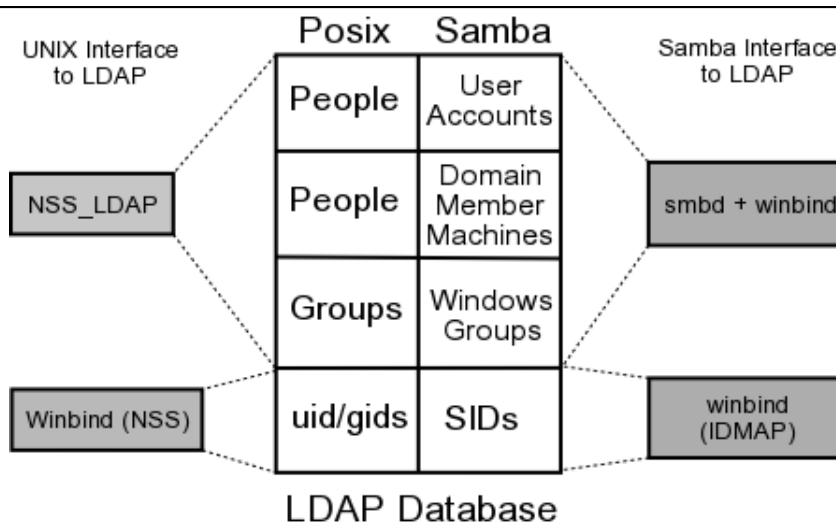 Posix Samba
UNIX Interface
to LDAP
Samba Interface
to LDAP
People
User
Accounts
NSS_LDAP
People
Domain
Member
Machines
smbd + winbind
Groups
Windows
Groups
Winbind (NSS)
uid/gids
SIDs
winbind
(IDMAP)
LDAP Database